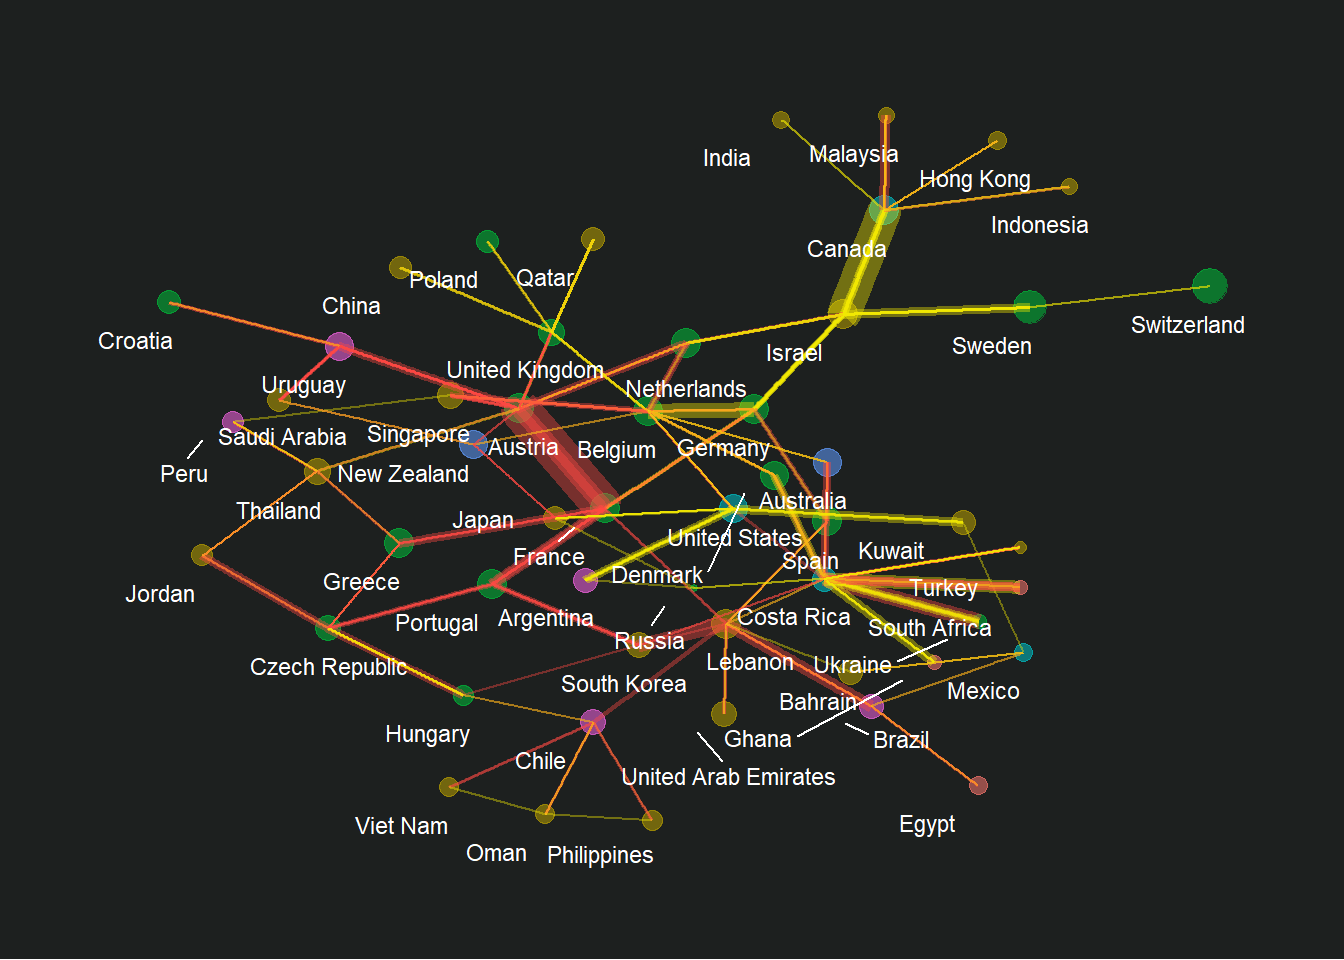 India
Malaysia
Hong Kong
Indonesia
Canada
Poland
Qatar
China
Croatia
Switzerland
Sweden
Israel
United Kingdom
Uruguay
Netherlands
Saudi Arabia
Singapore
Austria
Belgium
Germany
Peru
New Zealand
Australia
Thailand
Japan
United States
France
Kuwait
Spain
Denmark
Greece
Turkey
Jordan
Portugal
Argentina
Costa Rica
South Africa
Russia
Czech Republic
Lebanon
Ukraine
South Korea
Mexico
Bahrain
Hungary
Ghana
Brazil
Chile
United Arab Emirates
Viet Nam
Egypt
Oman
Philippines